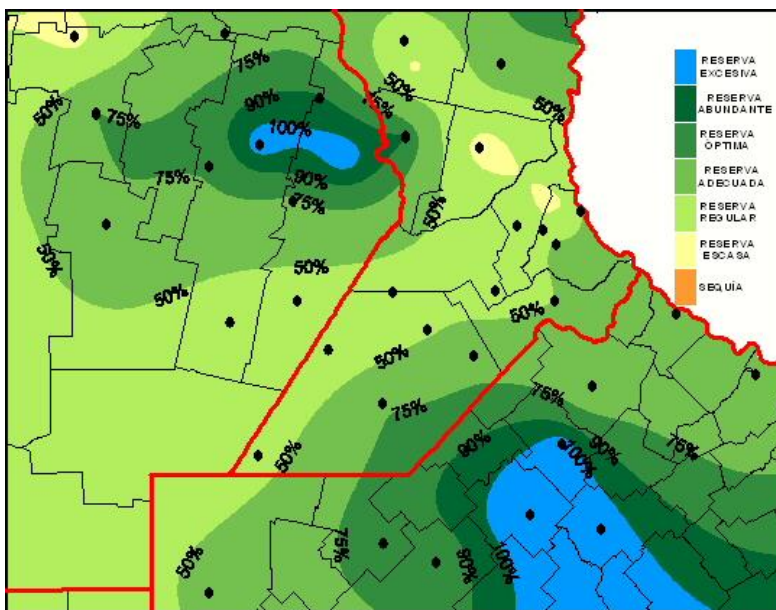 75%
50%
50%
75%
90%
75%
50%
100%
75%
90%
75%
50%
50%
50%
50%
50%
50%
75%
75%
50%
90%
90%
75%
100%
75%
50%
90%
100%
RESERVA
EXCESIVA
RESERVA
ABUNDANTE
RESERVA
OPTIMA
RESERVA
ADECUADA
RESERVA
REGULAR
RESERVA
ESCASA
SEQUÍA